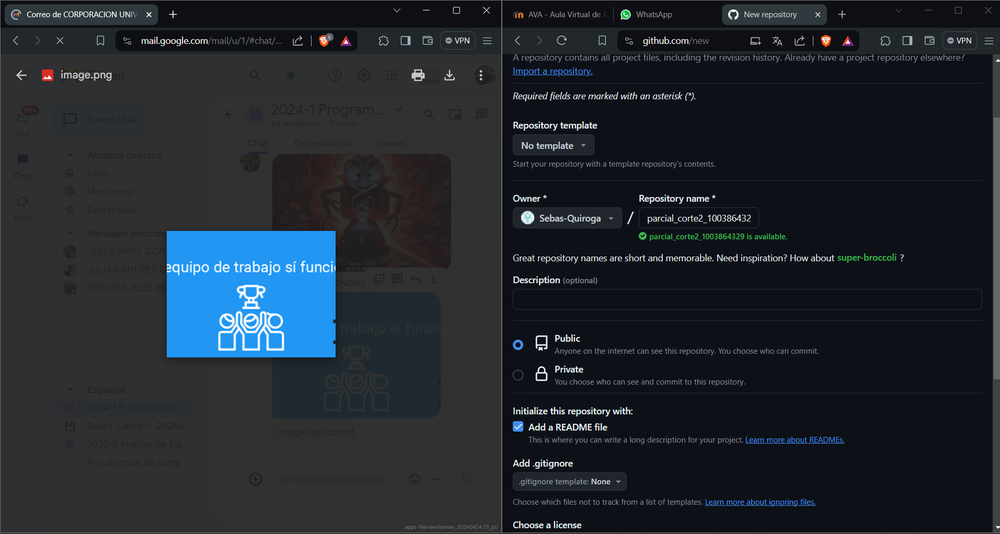 Correo de CORPORACION UNIV
mail.google.com/mail/u/1/#chat/...
5
VPN
image.png
99+
Mail
Nuevo chat
2024-1 Program...
34 miembros • Privado
Chat
Compartidos
Tareas
Accesos directos
Inicio
Chat
Menciones
Destacadas
Meet
Mensajes directos
JESUS ARIEL GON
JULIAN ANDRES
BREYNER JOSE PE
equipo de trabajo sí funci
ONZALE
trabajo sí funci
Espacios
2024-1 Programación ...
Bases-Datos-II-2024A
2023-2 Análisis de Sis...
Arquitectura de comp...
Imagen de control
El historial está activado
apps-fileview.texmex_20240404.01_p0
AVA - Aula Virtual de A
WhatsApp
New repository
github.com/new
VPN
A repository contains all project files, including the revision history. Already have a project repository elsewhere?
Import a repository.
Required fields are marked with an asterisk (*).
Repository template
No template
Start your repository with a template repository's contents.
Owner *
Repository name *
Sebas-Quiroga / parcial_corte2_100386432
parcial_corte2_1003864329 is available.
Great repository names are short and memorable. Need inspiration? How about super-broccoli ?
Description (optional)
Public
Anyone on the internet can see this repository. You choose who can commit.
Private
You choose who can see and commit to this repository.
Initialize this repository with:
Add a README file
This is where you can write a long description for your project. Learn more about READMEs.
Add .gitignore
.gitignore template: None
Choose which files not to track from a list of templates. Learn more about ignoring files.
Choose a license